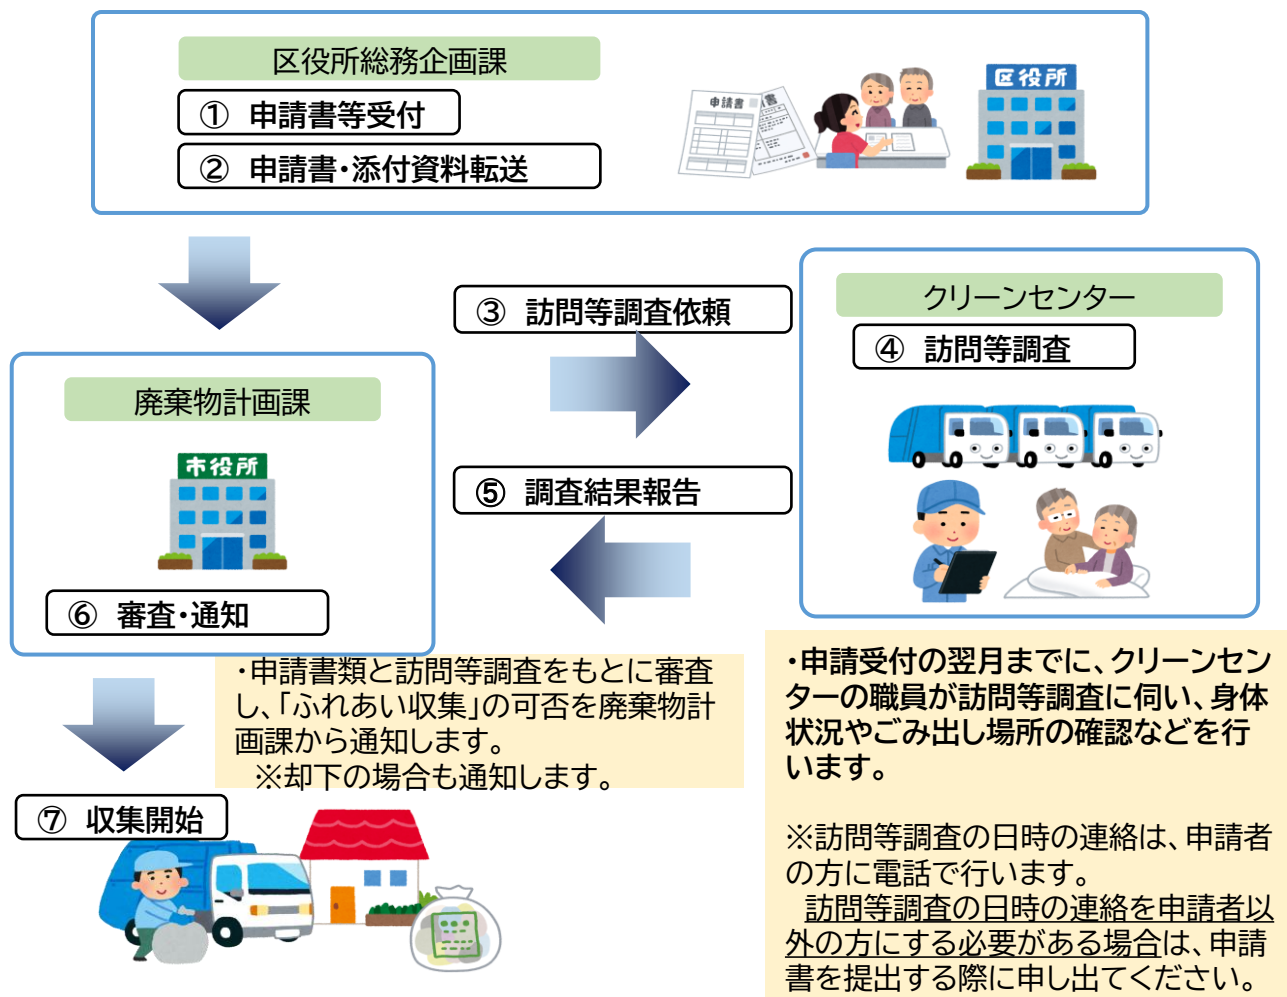 区役所総務企画課
① 申請書等受付
② 申請書・添付資料転送
申請書
書
区役所
③ 訪問等調査依頼
クリーンセンター
④ 訪問等調査
廃棄物計画課
市役所
⑤ 調査結果報告
⑥ 審査・通知
・申請書類と訪問等調査をもとに審査
し、「ふれあい収集」の可否を廃棄物計
画課から通知します。
※却下の場合も通知します。
⑦ 収集開始
・申請受付の翌月までに、クリーンセン
ターの職員が訪問等調査に伺い、身体
状況やごみ出し場所の確認などを行
います。
※訪問等調査の日時の連絡は、申請者
の方に電話で行います。
訪問等調査の日時の連絡を申請者以
外の方にする必要がある場合は、申請
書を提出する際に申し出てください。